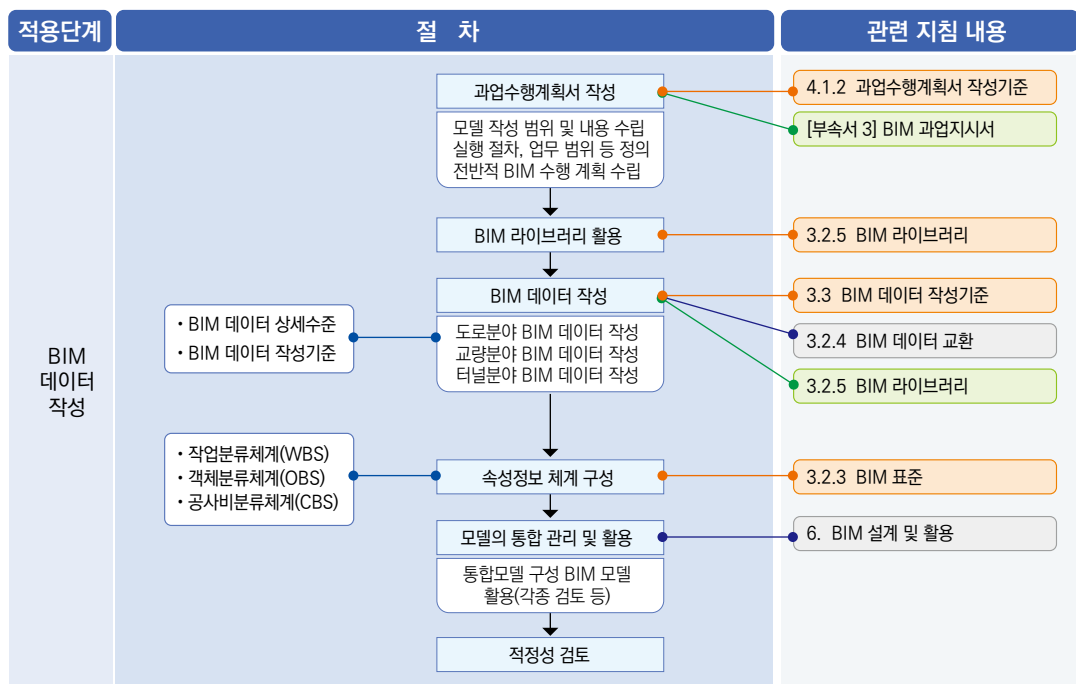 적용단계
절 차
관련 지침 내용
BIM
데이터
작성
과업수행계획서 작성
모델 작성 범위 및 내용 수립
실행 절차, 업무 범위 등 정의
전반적 BIM 수행 계획 수립
4.1.2 과업수행계획서 작성기준
[부속서 3] BIM 과업지시서
BIM 라이브러리 활용
3.2.5 BIM 라이브러리
BIM 데이터 작성
도로분야 BIM 데이터 작성
교량분야 BIM 데이터 작성
터널분야 BIM 데이터 작성
· BIM 데이터 상세수준
· BIM 데이터 작성기준
3.3 BIM 데이터 작성기준
3.2.4 BIM 데이터 교환
3.2.5 BIM 라이브러리
· 작업분류체계(WBS)
· 객체분류체계(OBS)
· 공사비분류체계(CBS)
속성정보 체계 구성
3.2.3 BIM 표준
모델의 통합 관리 및 활용
통합모델 구성 BIM 모델
활용(각종 검토 등)
6. BIM 설계 및 활용
적정성 검토